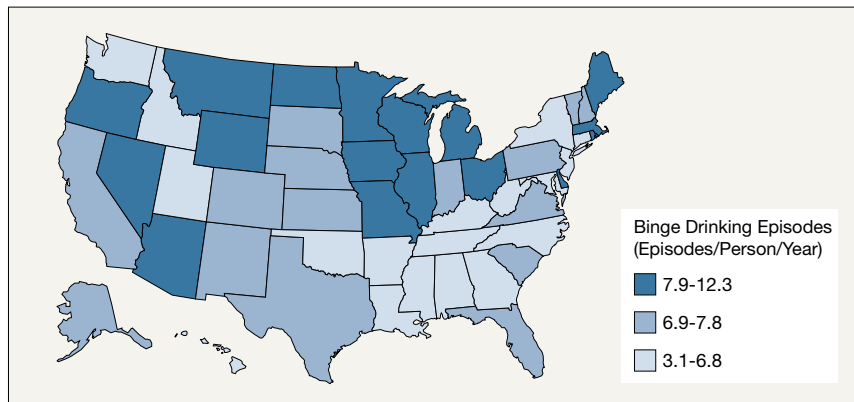 Binge Drinking Episodes
(Episodes/Person/Year)
7.9-12.3
6.9-7.8
3.1-6.8